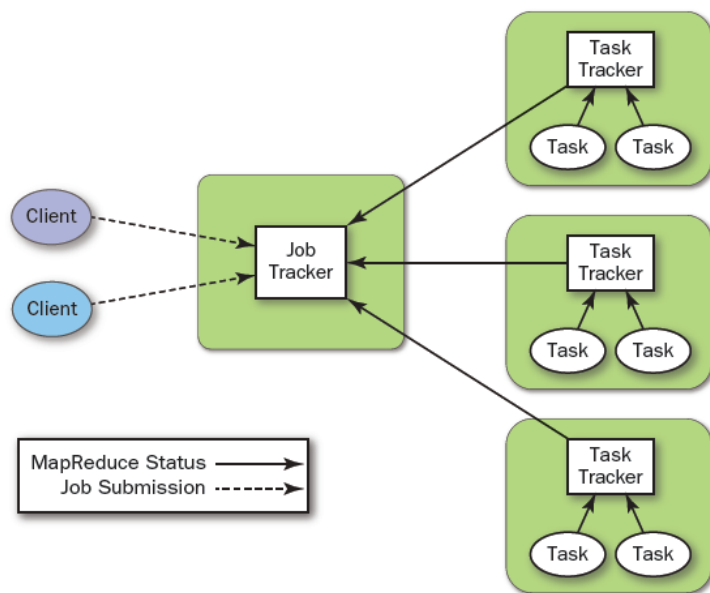 Task
Tracker
Task
Task
Client
Job
Tracker
Task
Tracker
Client
Task
Task
MapReduce Status
Job Submission
Task
Tracker
Task
Task